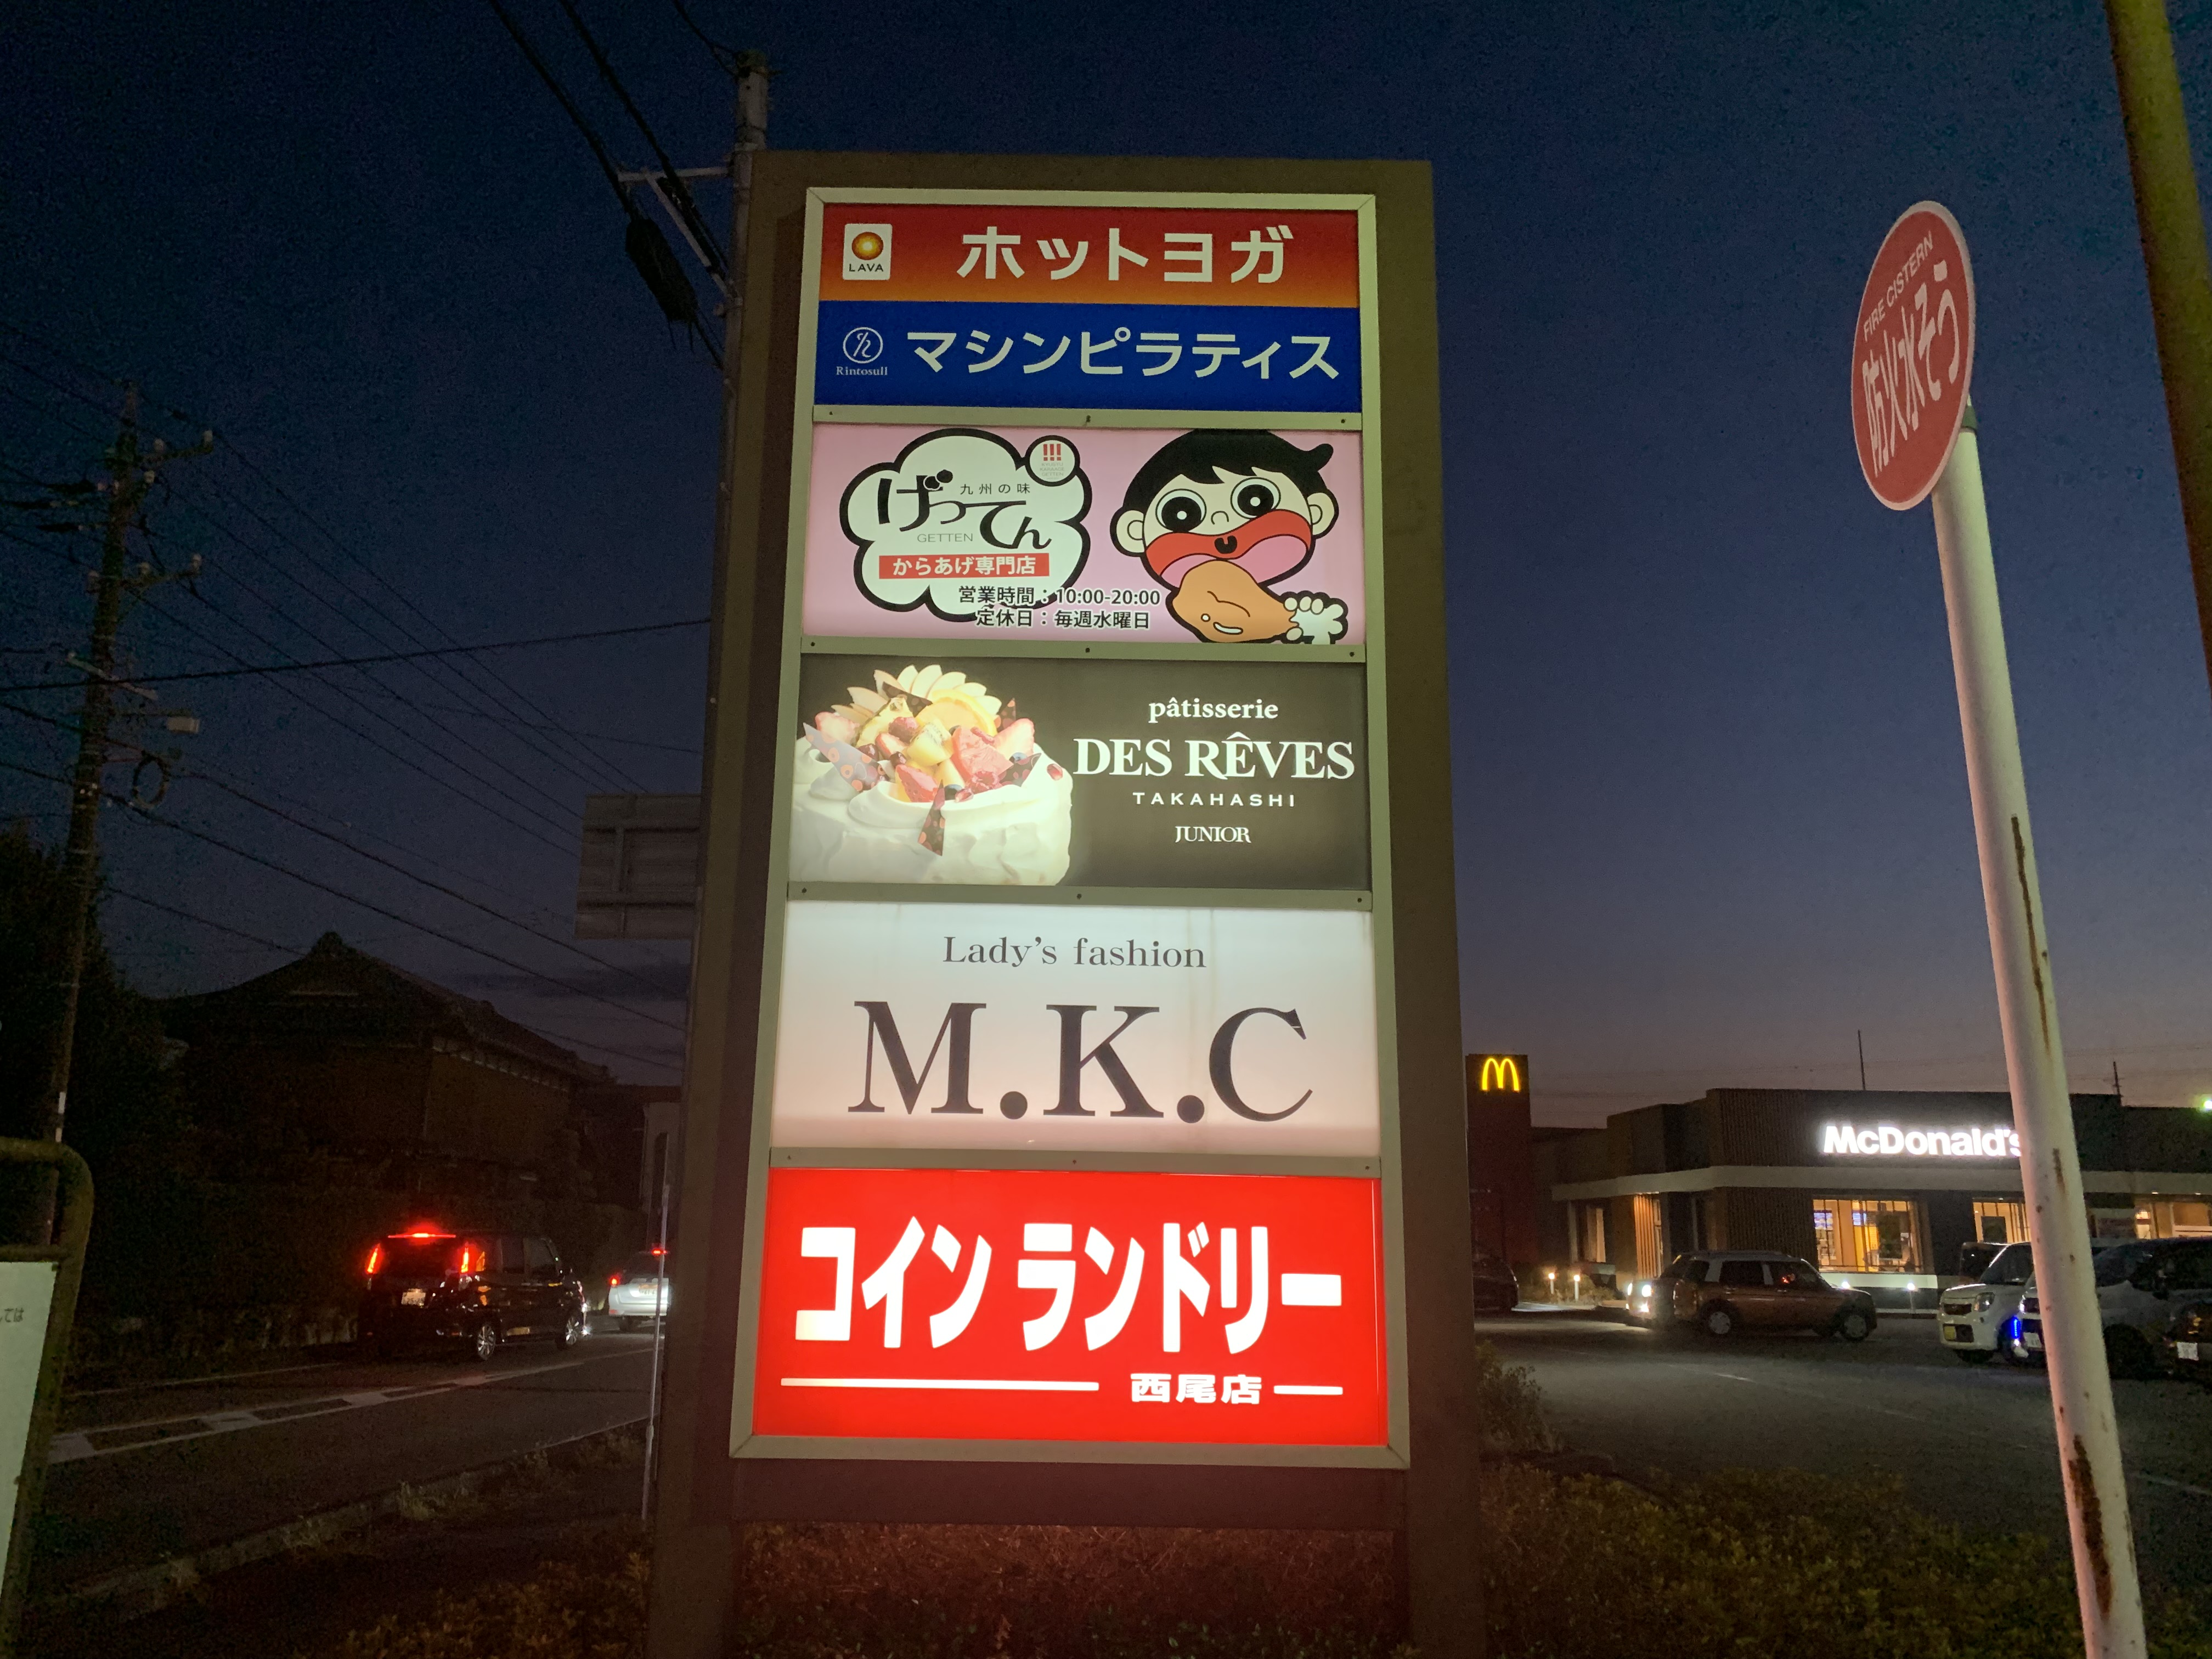 LAVA
ホットヨガ
Rintosull
マシンピラティス
九州の味
げってん
GETTEN
からあげ専門店
営業時間：10:00-20:00
定休日：毎週水曜日
pâtisserie
DES RÊVES
TAKAHASHI
JUNIOR
Lady's fashion
M.K.C
コインランドリー
西尾店
FIRE CISTERN
防火水そう
McDonald's
ては